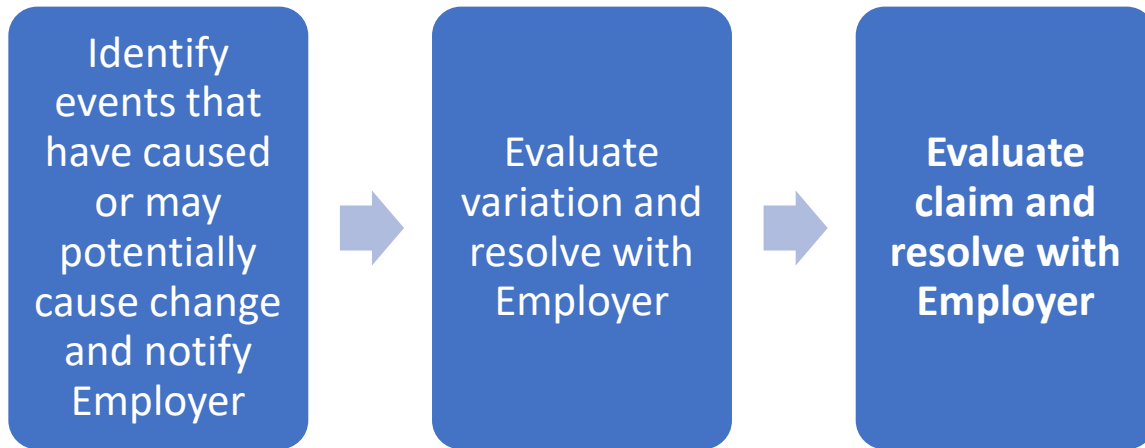 Identify
events that
have caused
or may
potentially
cause change
and notify
Employer
Evaluate
variation and
resolve with
Employer
Evaluate
claim and
resolve with
Employer